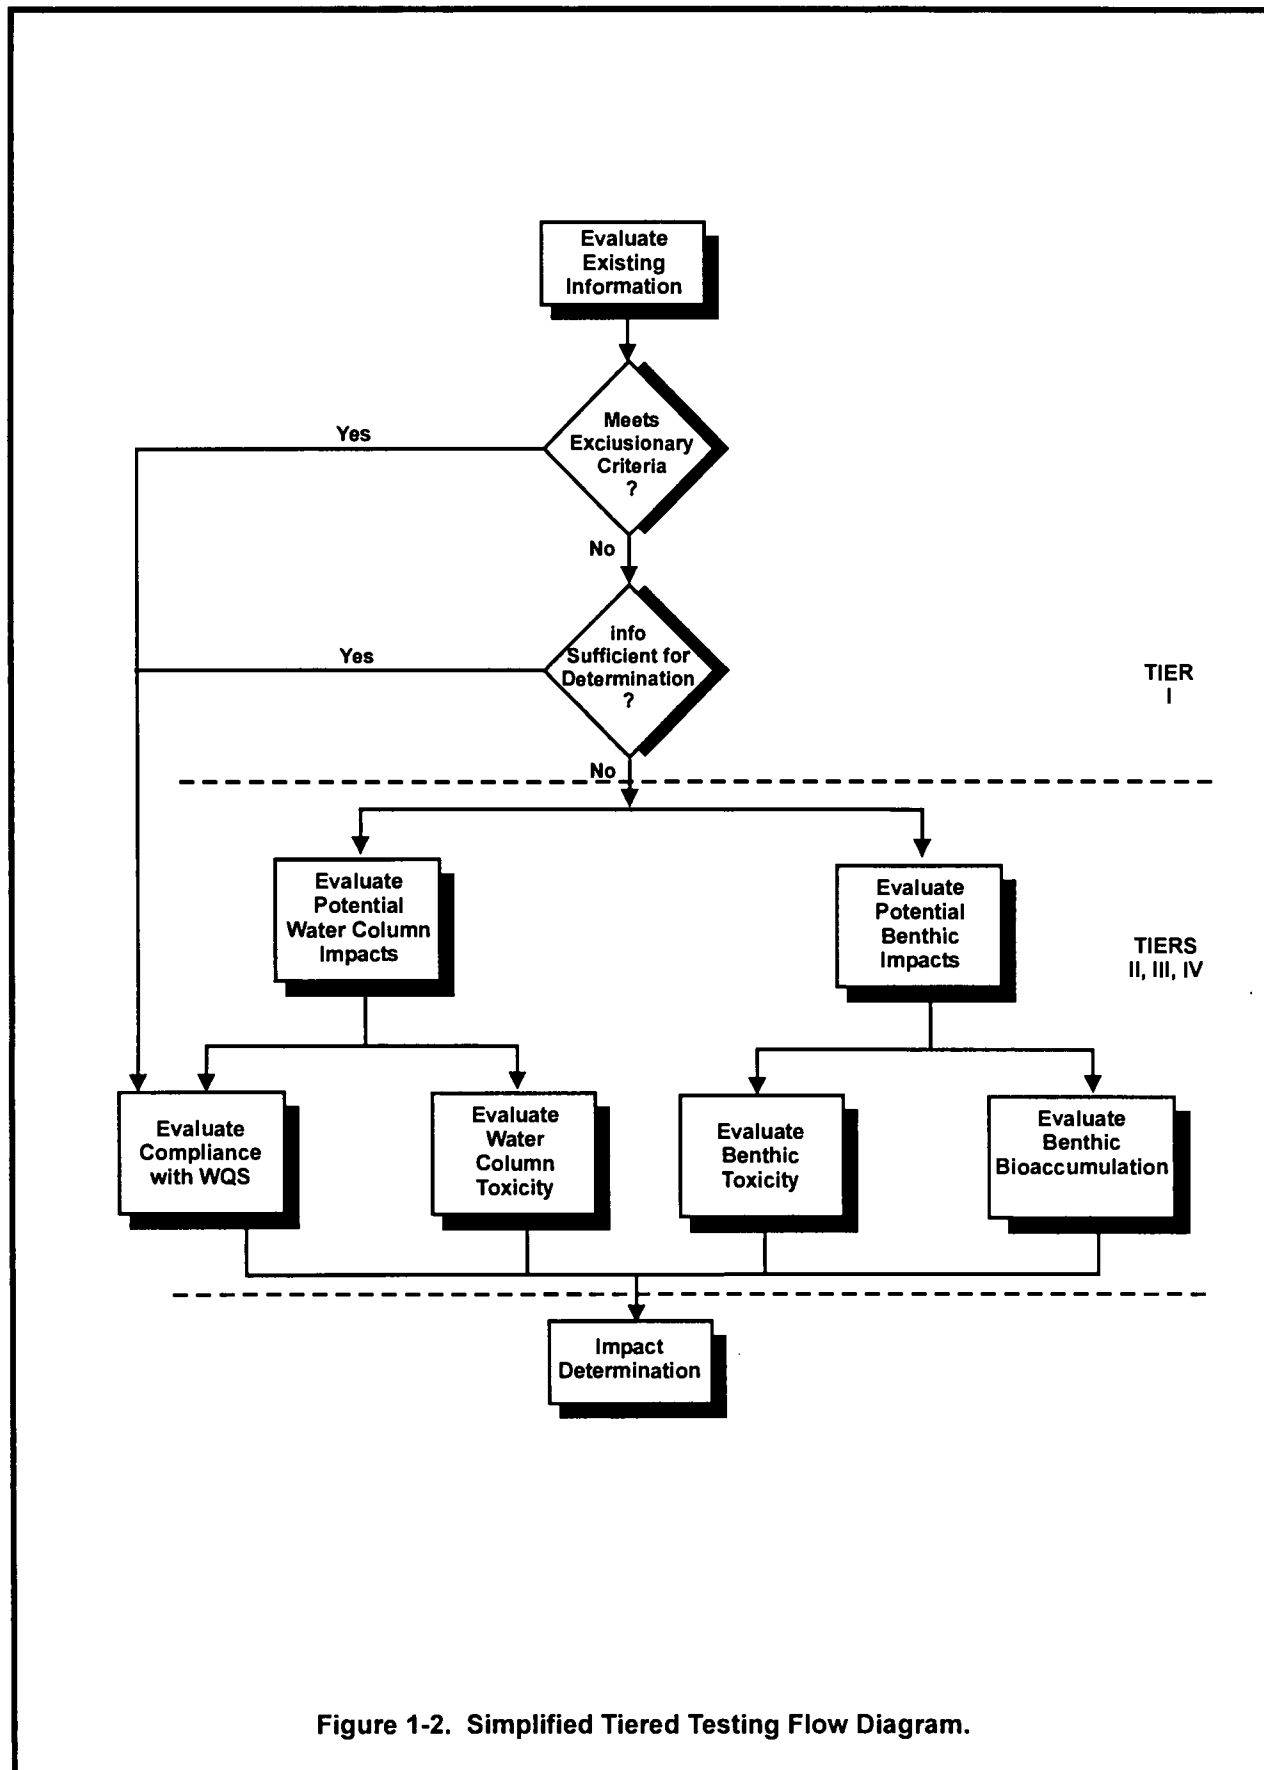 Evaluate
Existing
Information
Meets
Exclusionary
Criteria
?
Yes
No
info
Sufficient for
Determination
?
Yes
No
TIER
I
Evaluate
Potential
Water Column
Impacts
Evaluate
Potential
Benthic
Impacts
TIERS
II, III, IV
Evaluate
Compliance
with WQS
Evaluate
Water
Column
Toxicity
Evaluate
Benthic
Toxicity
Evaluate
Benthic
Bioaccumulation
Impact
Determination
Figure 1-2. Simplified Tiered Testing Flow Diagram.